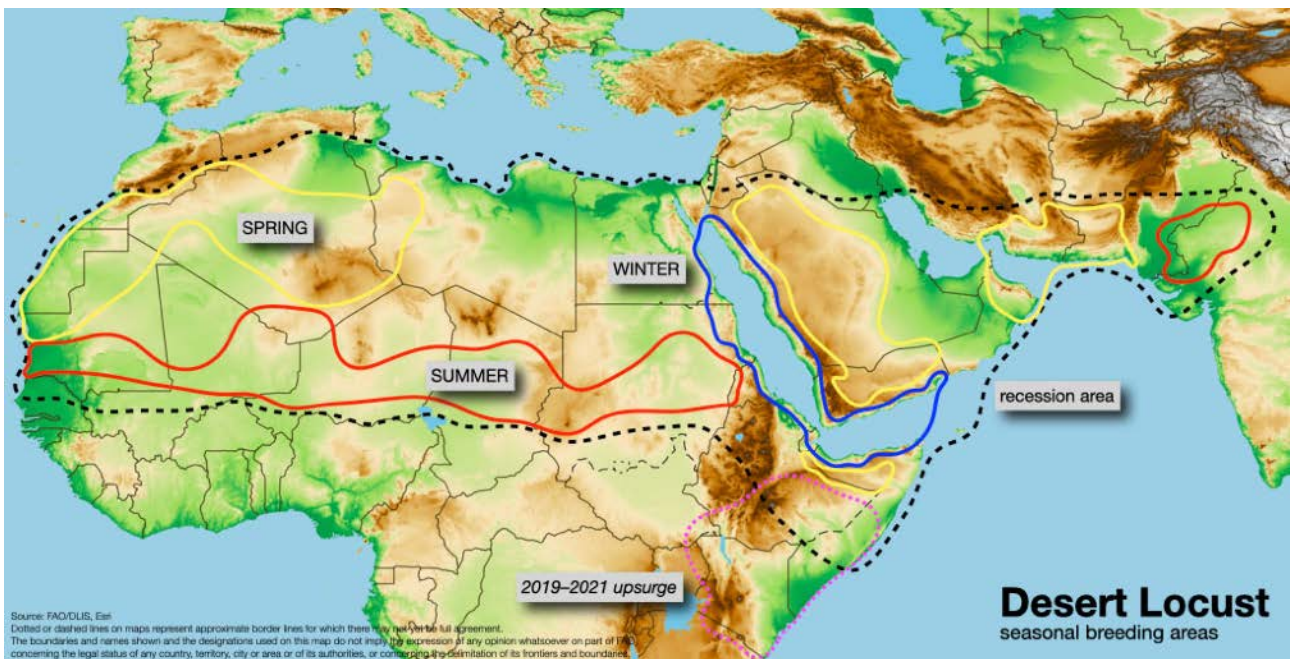 SPRING
WINTER
SUMMER
recession area
2019–2021 upsurge
Desert Locust
seasonal breeding areas
Source: FAO/DLIS, Esri
Dotted or dashed lines on maps represent approximate border lines for which there may not yet be full agreement.
The boundaries and names shown and the designations used on this map do not imply the expression of any opinion whatsoever on part of FAO
concerning the legal status of any country, territory, city or area or of its authorities, or concerning the delimitation of its frontiers and boundaries.